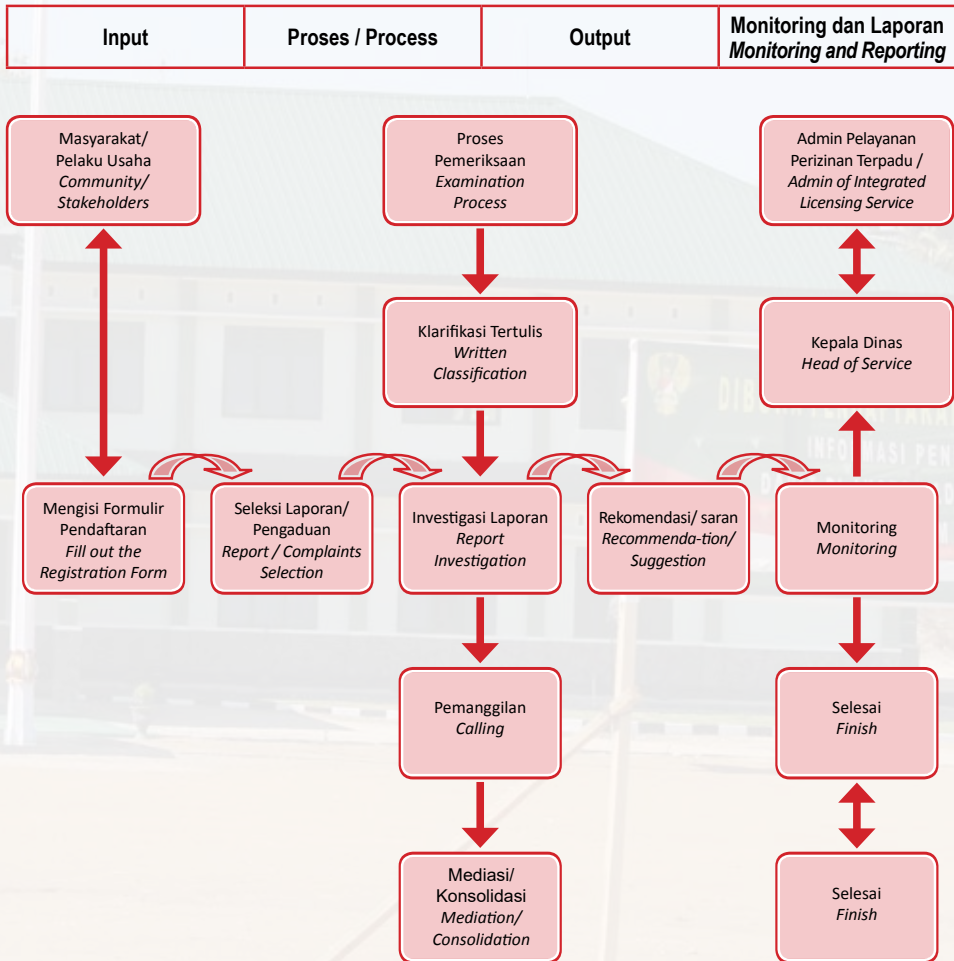 Input
Proses / Process
Output
Monitoring dan Laporan
Monitoring and Reporting
Masyarakat/
Pelaku Usaha
Community/
Stakeholders
Proses
Pemeriksaan
Examination
Process
Admin Pelayanan
Perizinan Terpadu /
Admin of Integrated
Licensing Service
Klarifikasi Tertulis
Written
Classification
Kepala Dinas
Head of Service
Mengisi Formulir
Pendaftaran
Fill out the
Registration Form
Seleksi Laporan/
Pengaduan
Report / Complaints
Selection
Investigasi Laporan
Report
Investigation
Rekomendasi/ saran
Recommenda-tion/
Suggestion
Monitoring
Monitoring
Pemanggilan
Calling
Selesai
Finish
Mediasi/
Konsolidasi
Mediation/
Consolidation
Selesai
Finish
INFORMASI PEN